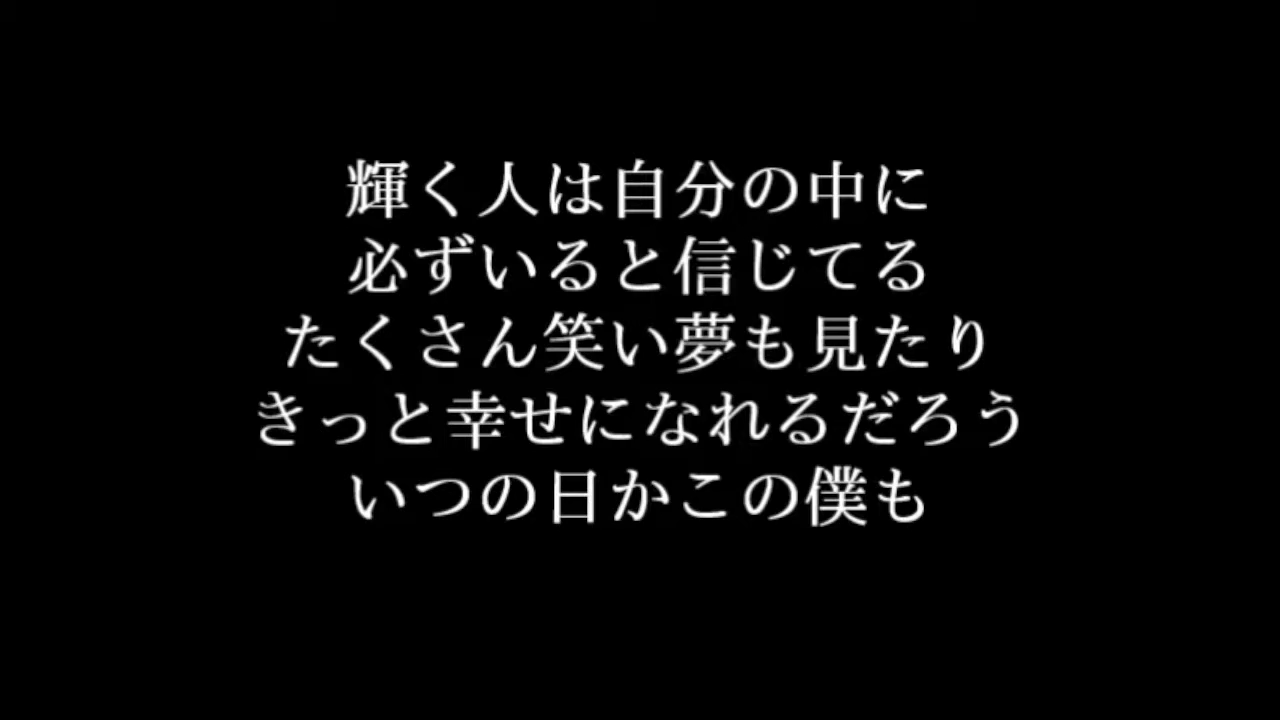 輝く人は自分の中に
必ずいると信じてる
たくさん笑い夢も見たり
きっと幸せになれるだろう
いつの日かこの僕も